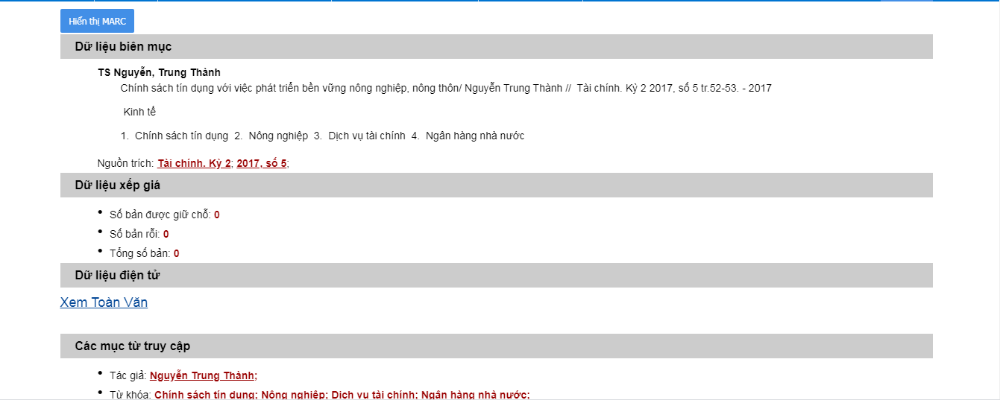 Hiển thị MARC
Dữ liệu biên mục
TS Nguyễn, Trung Thành
Chính sách tín dụng với việc phát triển bền vững nông nghiệp, nông thôn/ Nguyễn Trung Thành // Tài chính. Kỳ 2 2017, số 5 tr.52-53. - 2017
Kinh tế
1. Chính sách tín dụng 2. Nông nghiệp 3. Dịch vụ tài chính 4. Ngân hàng nhà nước
Nguồn trích: Tài chính. Kỳ 2; 2017, số 5;
Dữ liệu xếp giá
• Số bản được giữ chỗ: 0
• Số bản rỗi: 0
• Tổng số bản: 0
Dữ liệu điện tử
Xem Toàn Văn
Các mục từ truy cập
• Tác giả: Nguyễn Trung Thành;
• Từ khóa: Chính sách tín dụng; Nông nghiệp; Dịch vụ tài chính; Ngân hàng nhà nước;